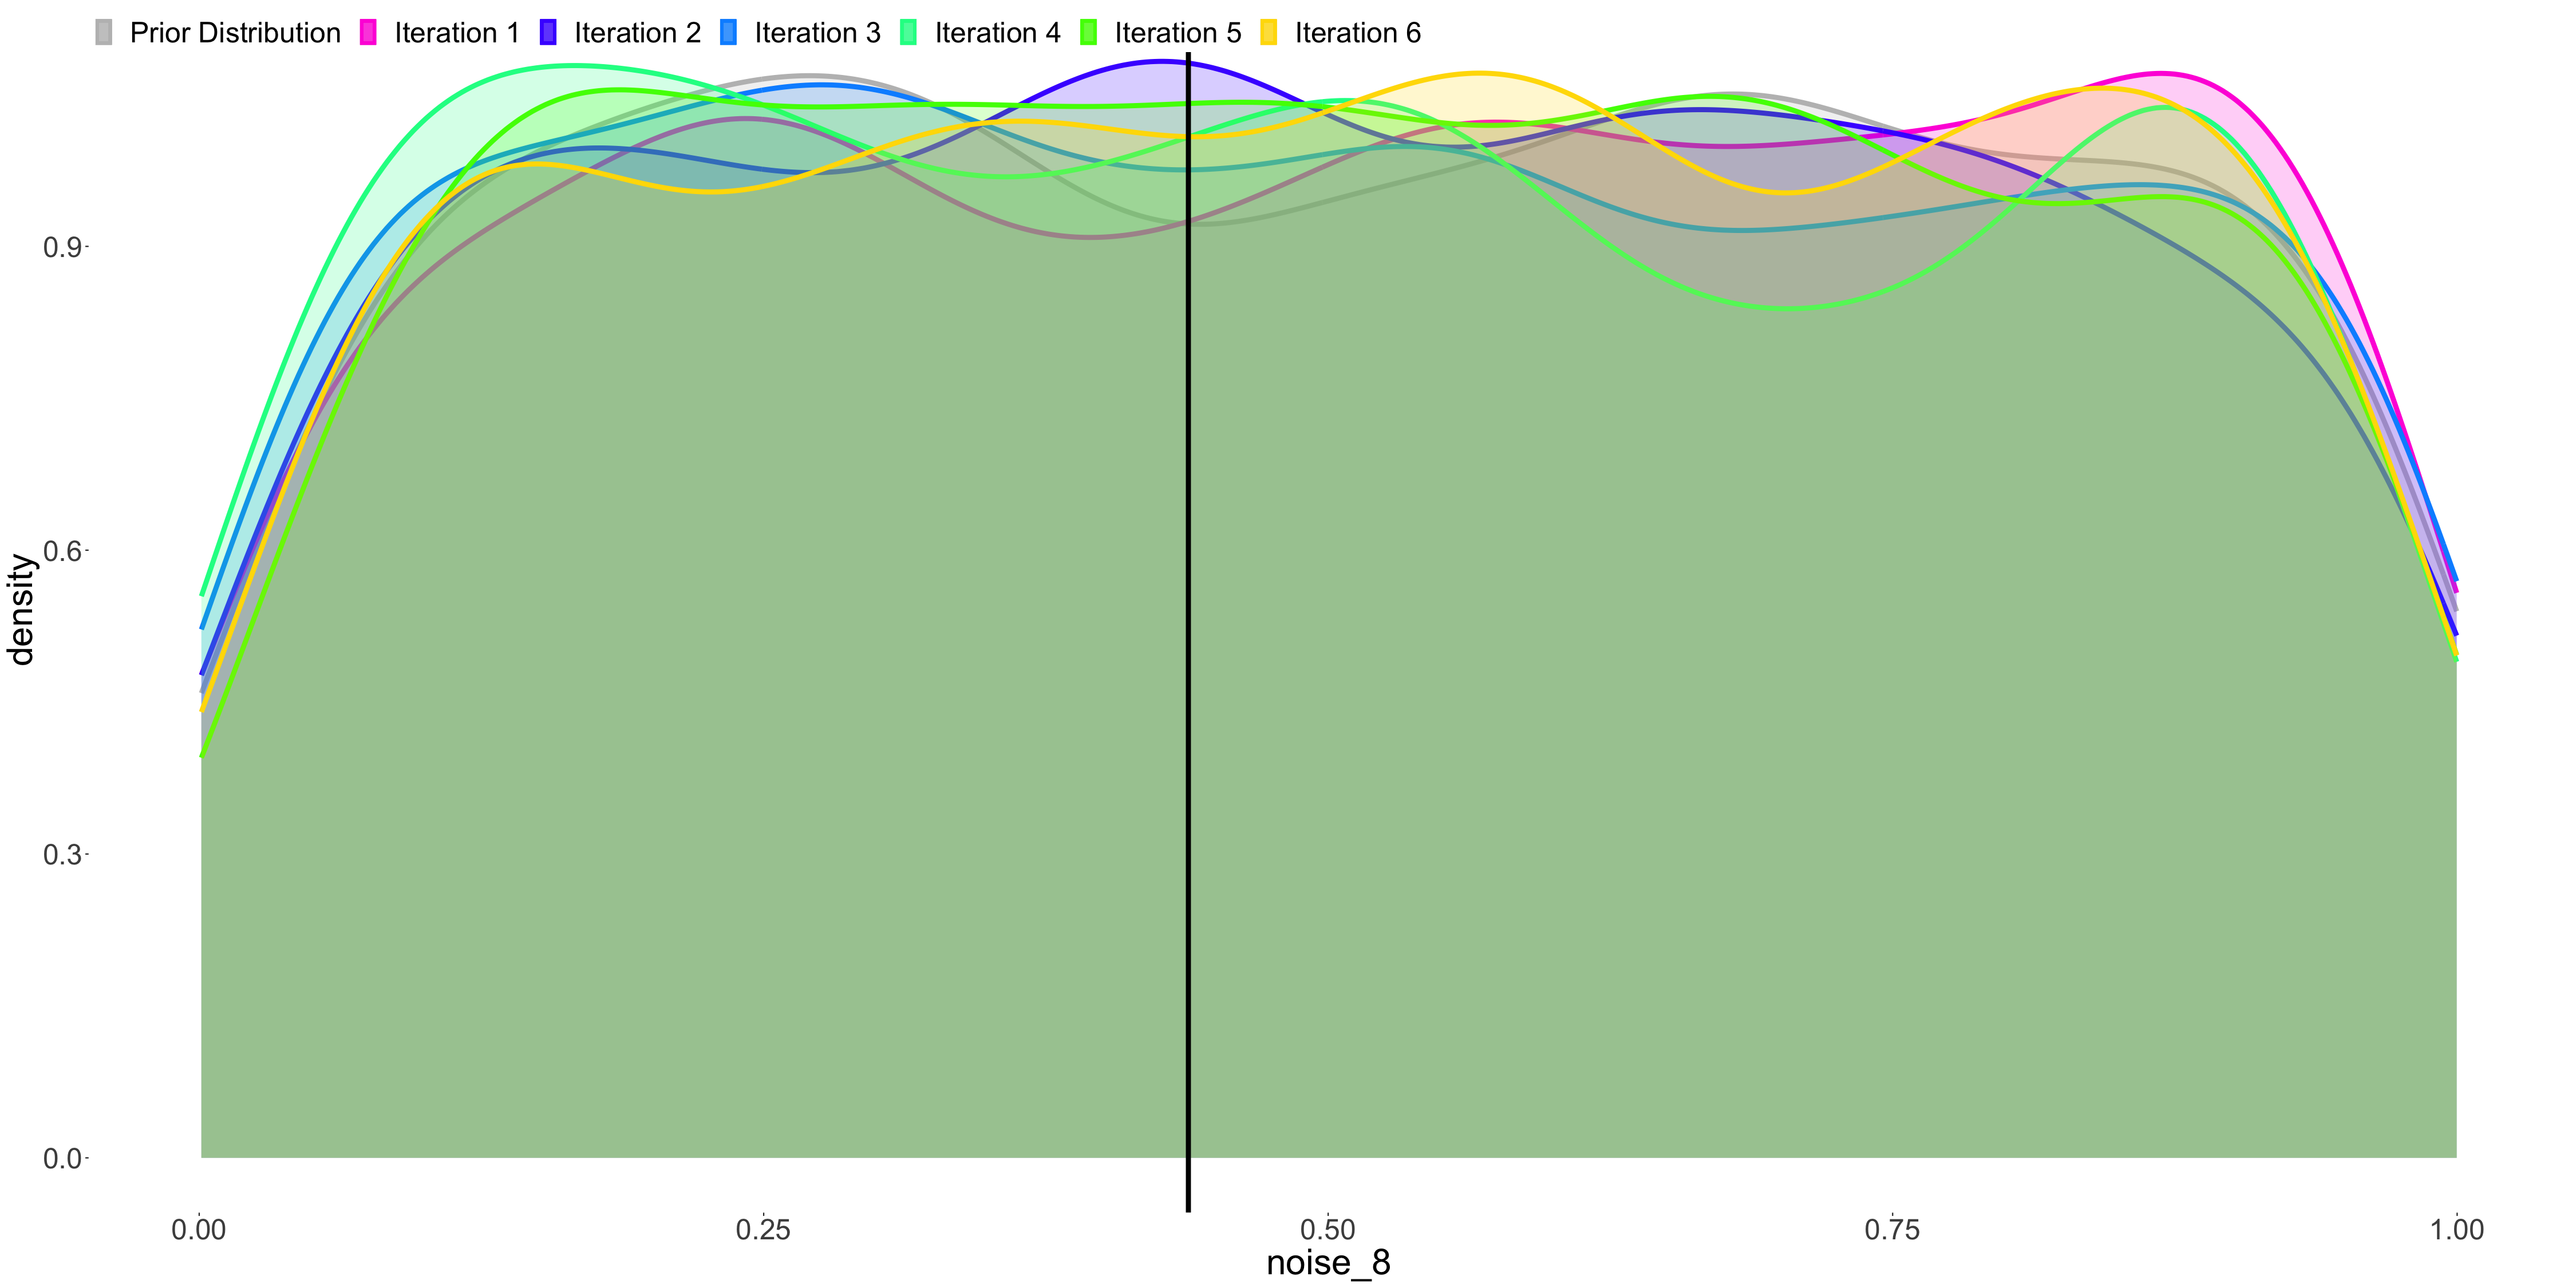 Prior Distribution Iteration 1 Iteration 2 Iteration 3 Iteration 4 Iteration 5 Iteration 6
density
0.9
0.6
0.3
0.0
0.00 0.25 0.50 0.75 1.00
noise_8